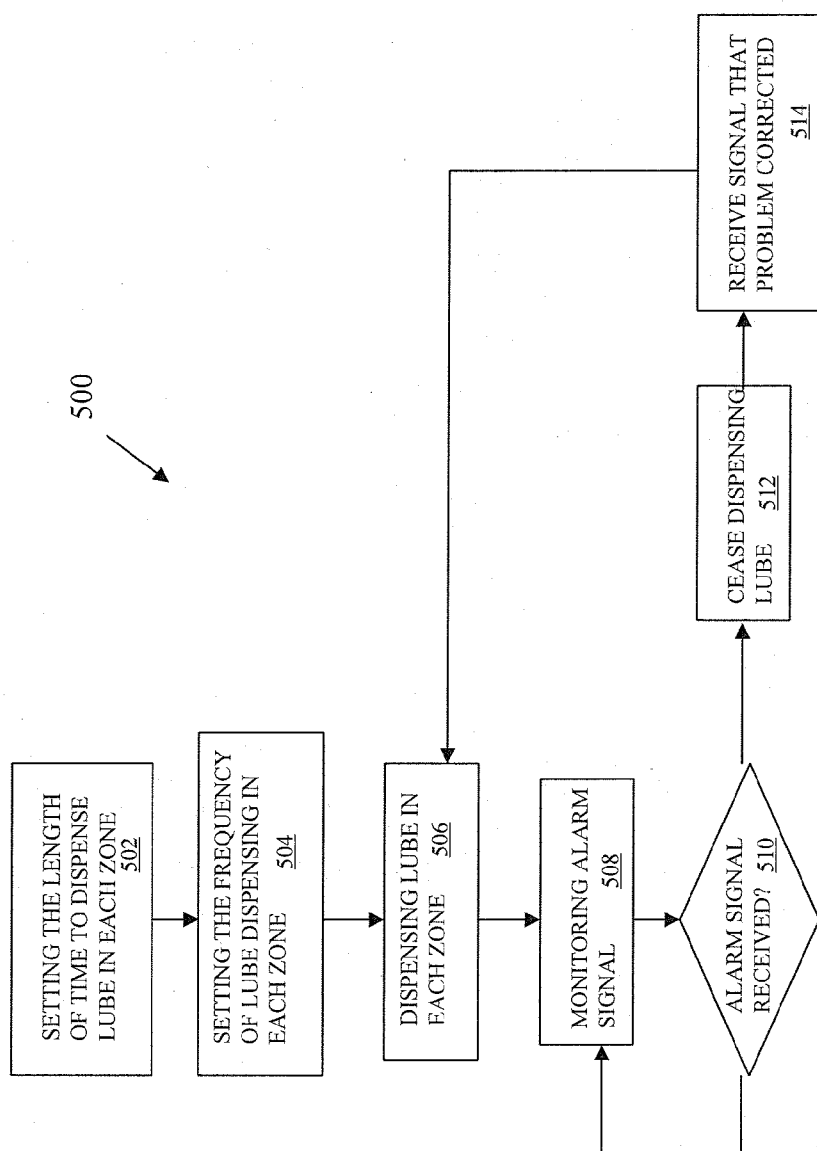 500
SETTING THE LENGTH
OF TIME TO DISPENSE
LUBE IN EACH ZONE
502
SETTING THE FREQUENCY
OF LUBE DISPENSING IN
EACH ZONE 504
DISPENSING LUBE IN
EACH ZONE 506
MONITORING ALARM
SIGNAL 508
ALARM SIGNAL
RECEIVED? 510
CEASE DISPENSING
LUBE 512
RECEIVE SIGNAL THAT
PROBLEM CORRECTED
514